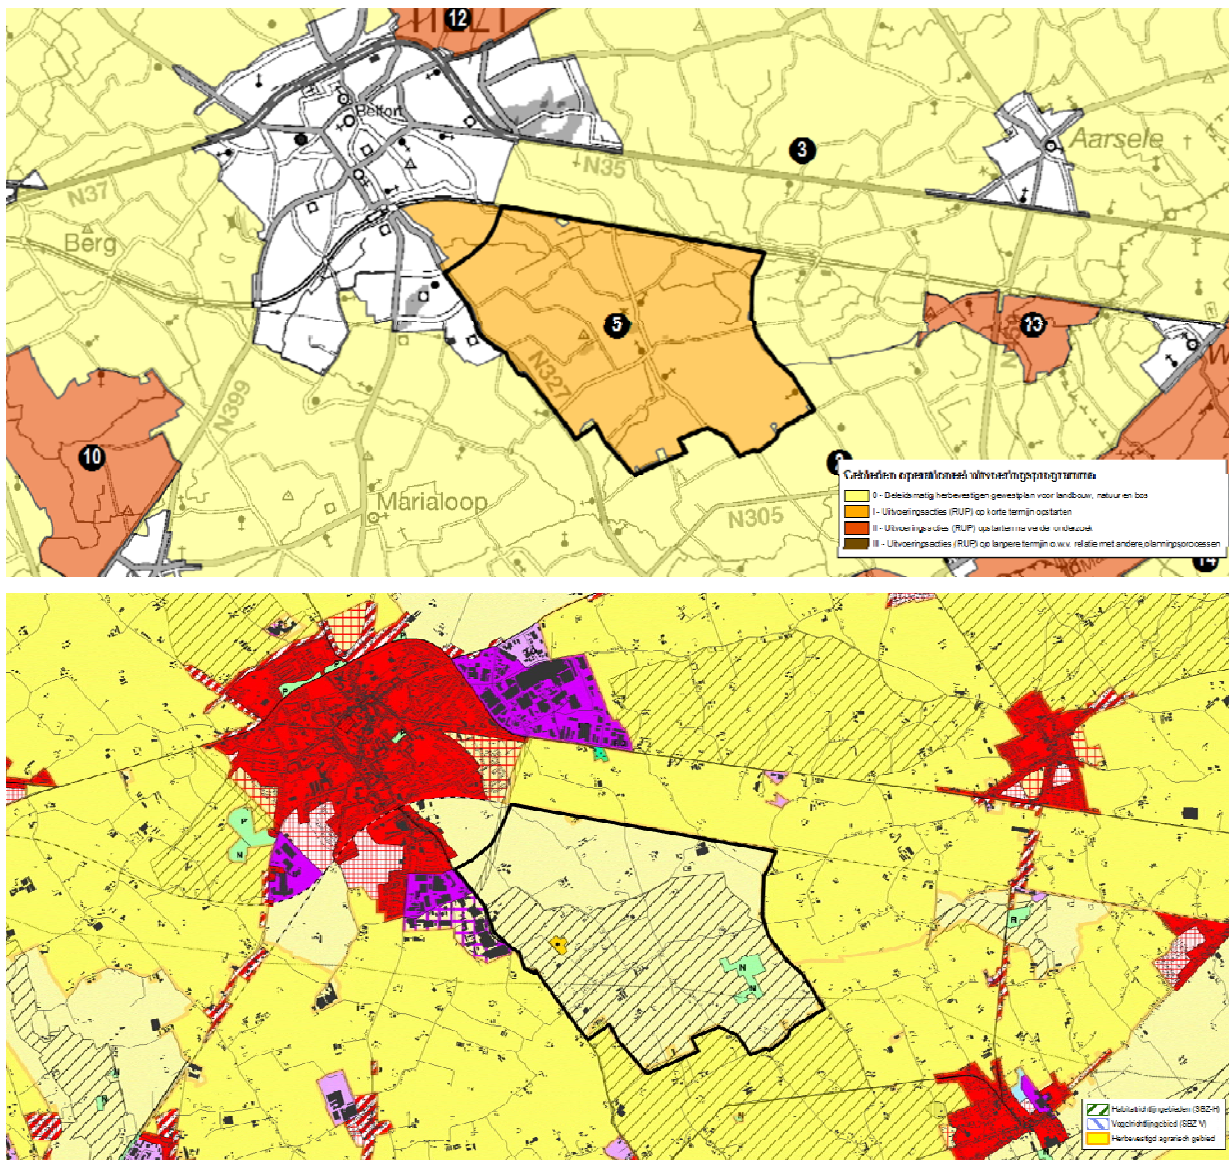 12
Belfort
3
Aarsele
N37
N35
Berg
5
13
N327
N399
10
Marialoop
N305
Gebieden operationeel uitvoeringsprogramma
0 - Beleidsmatig herbevestigen gewestplan voor landbouw, natuur en bos
I - Uitvoeringsacties (RUP) op korte termijn opstarten
II - Uitvoeringsacties (RUP) opstarten na verder onderzoek
III - Uitvoeringsacties (RUP) op langere termijn o.w.v. relatie met andere planningsprocessen
14
P
N
R
N
N
Habitatrichtlijngebieden (SBZ-H)
Vogelrichtlijngebied (SBZ-V)
Herbevestigd agrarisch gebied